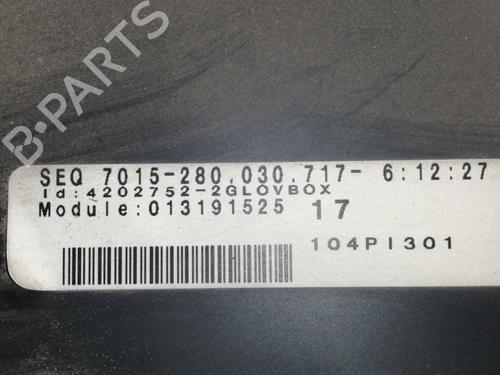 B-PARTS
SEQ 7015-280.030.717- 6:12:27
Id:4202752-2GLOVBOX
Module:013191525 17
104PI301